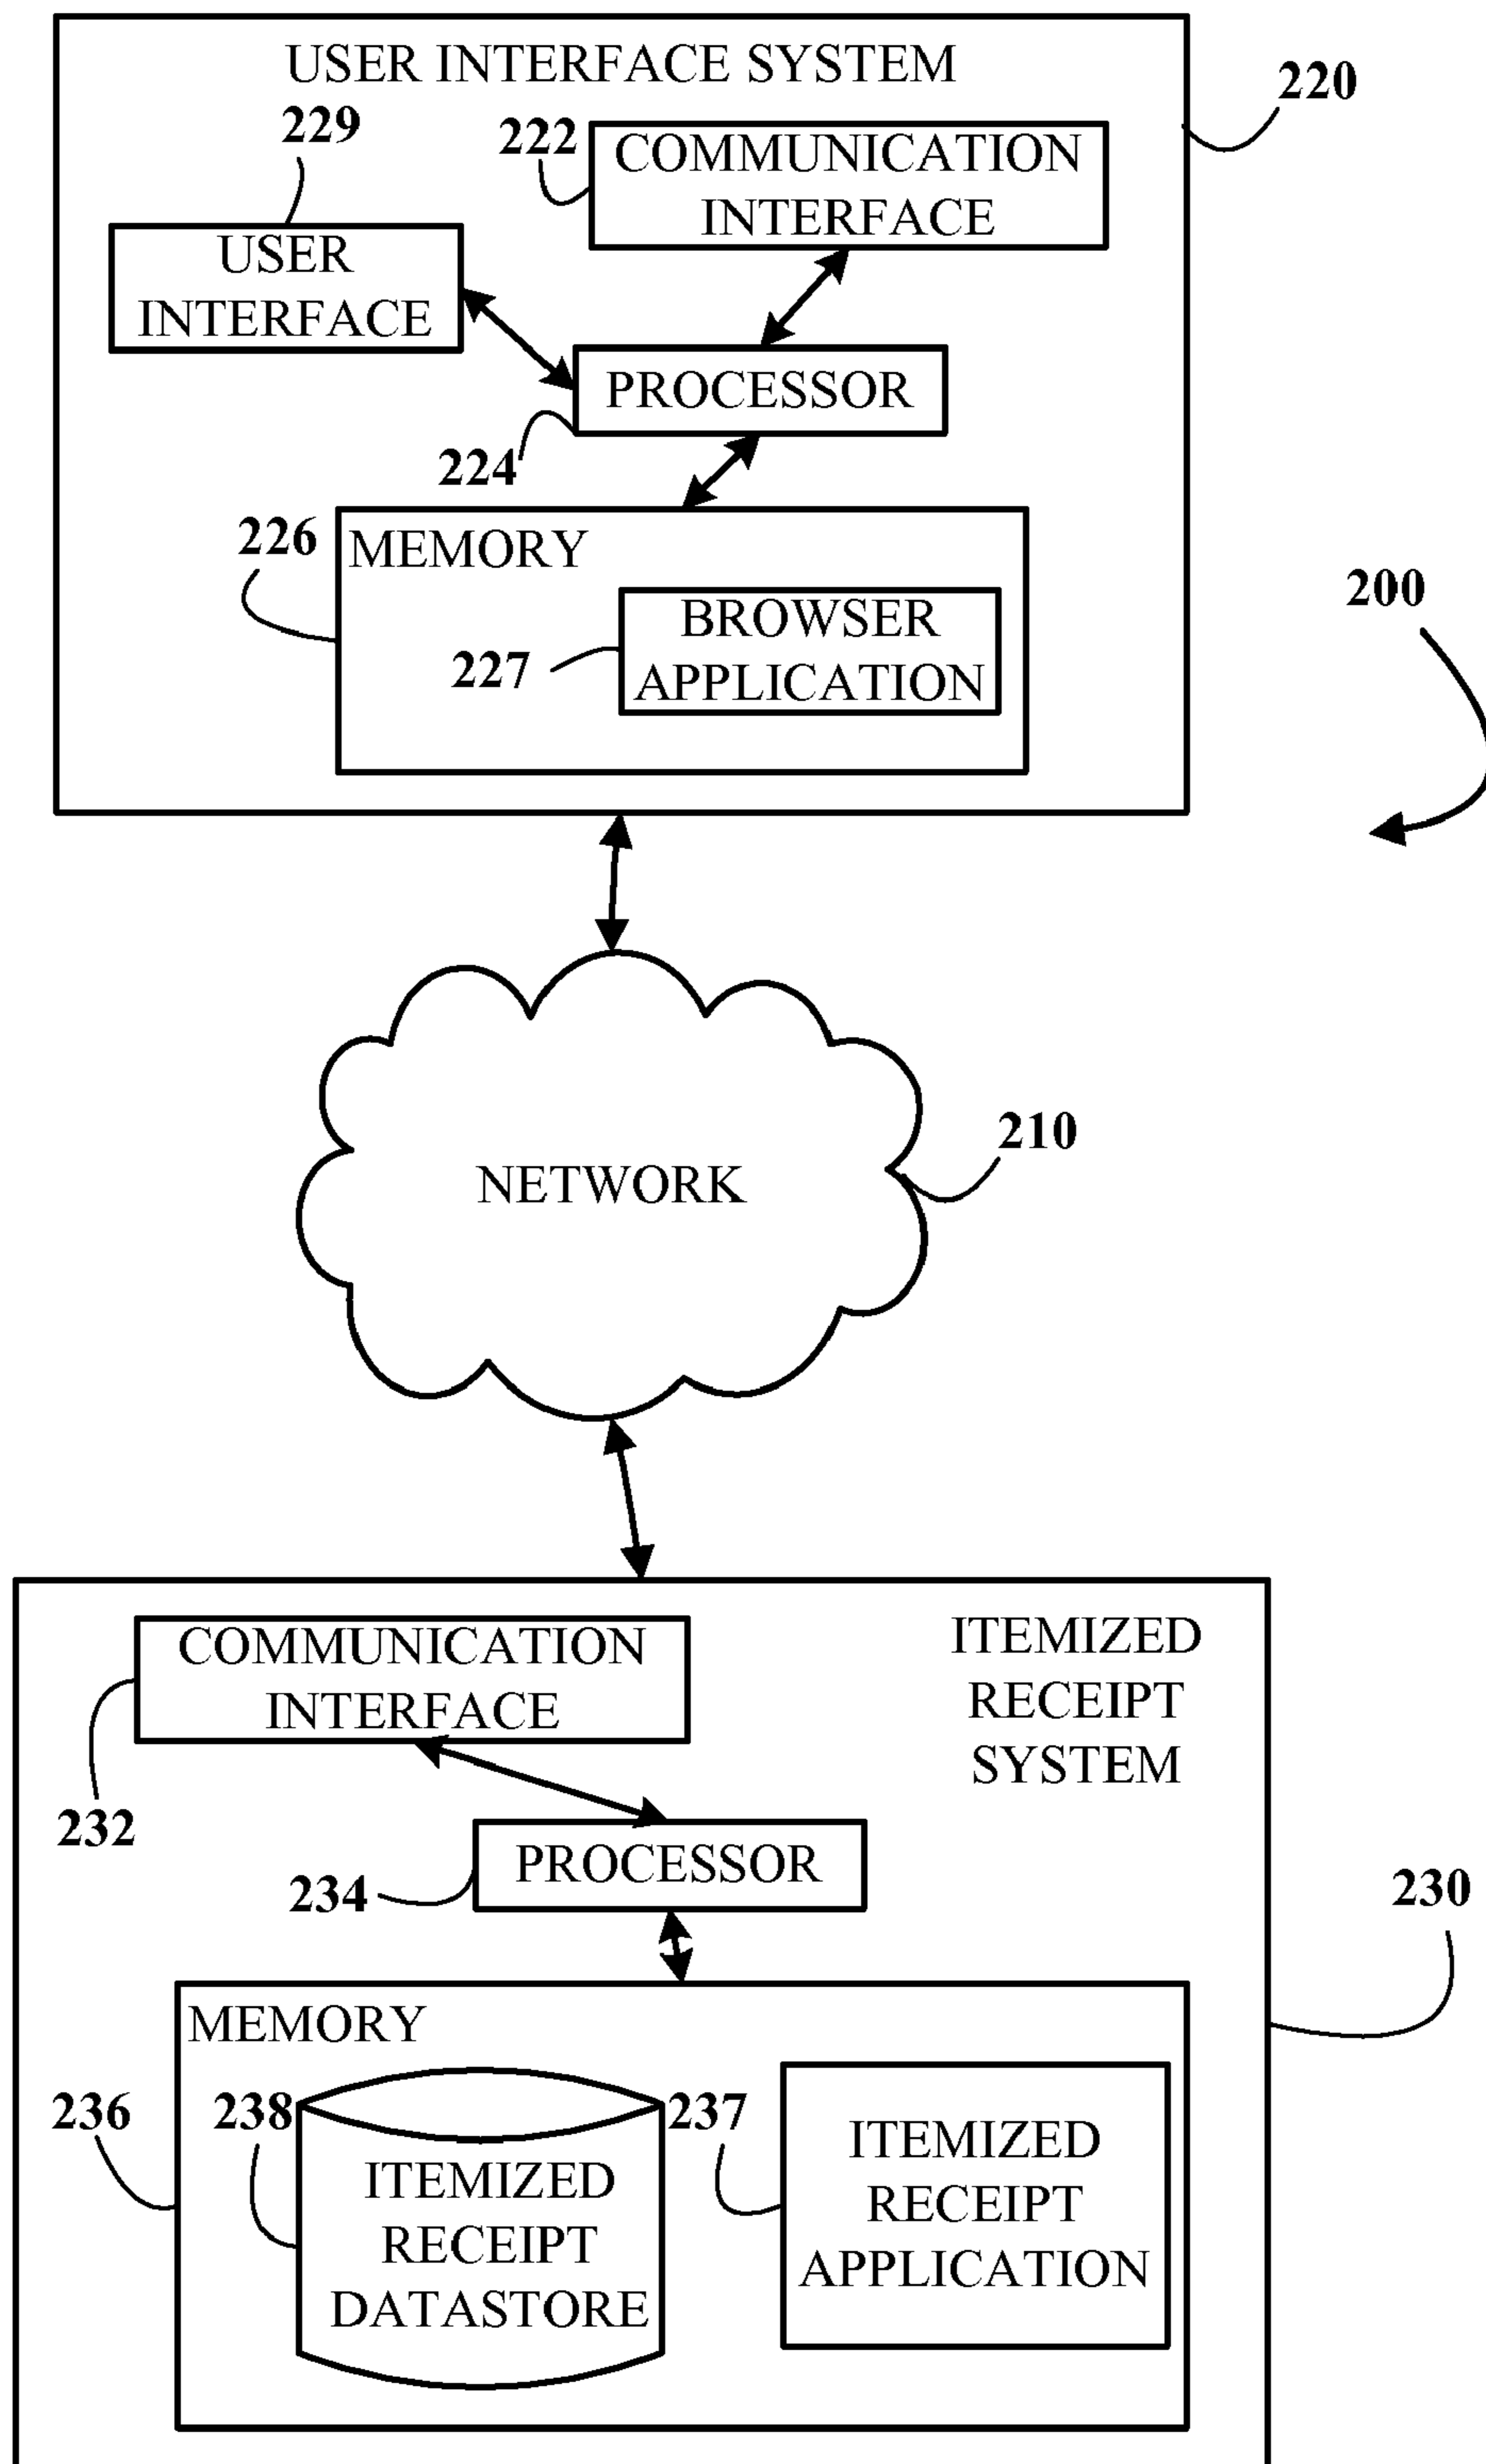 USER INTERFACE SYSTEM
220
229
222
COMMUNICATION
INTERFACE
USER
INTERFACE
PROCESSOR
224
226
MEMORY
BROWSER
APPLICATION
227
200
NETWORK
210
COMMUNICATION
INTERFACE
ITEMIZED
RECEIPT
SYSTEM
232
PROCESSOR
234
230
MEMORY
236
238
237
ITEMIZED
RECEIPT
DATASTORE
ITEMIZED
RECEIPT
APPLICATION